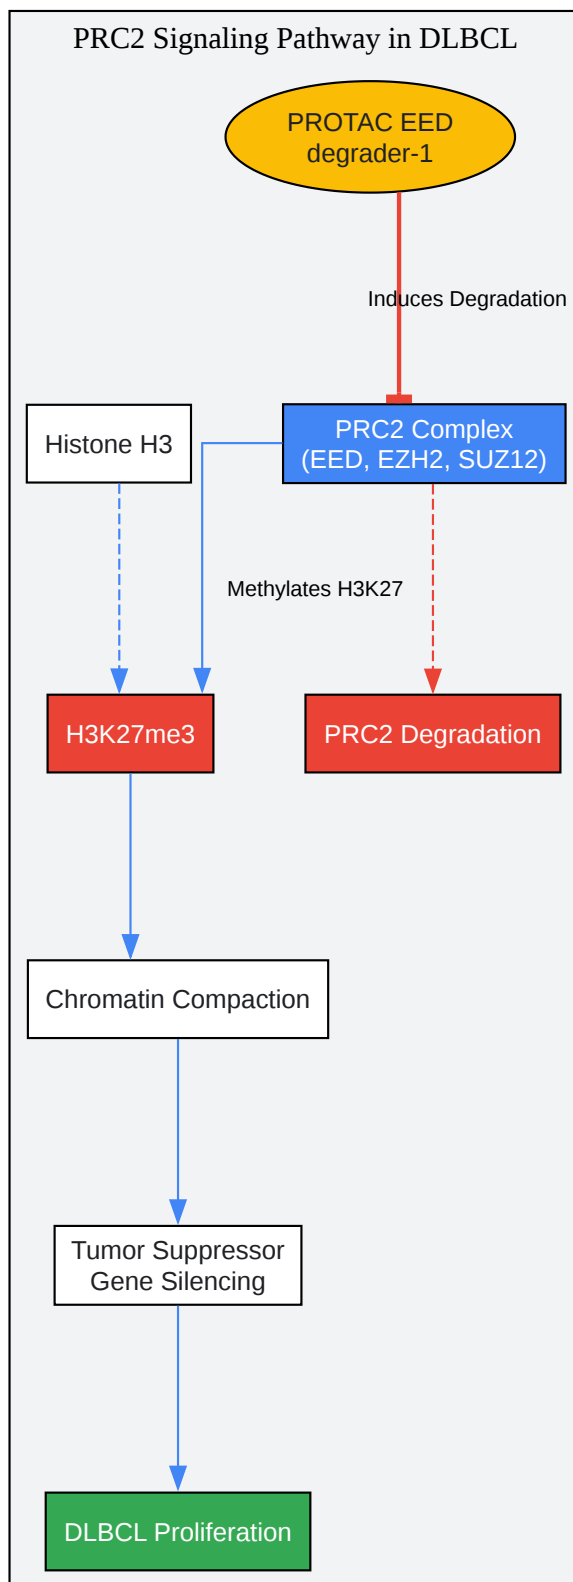 PRC2 Signaling Pathway in DLBCL
PROTAC EED
degrader-1
Induces Degradation
Histone H3
PRC2 Complex
(EED, EZH2, SUZ12)
Methylates H3K27
H3K27me3
PRC2 Degradation
Chromatin Compaction
Tumor Suppressor
Gene Silencing
DLBCL Proliferation